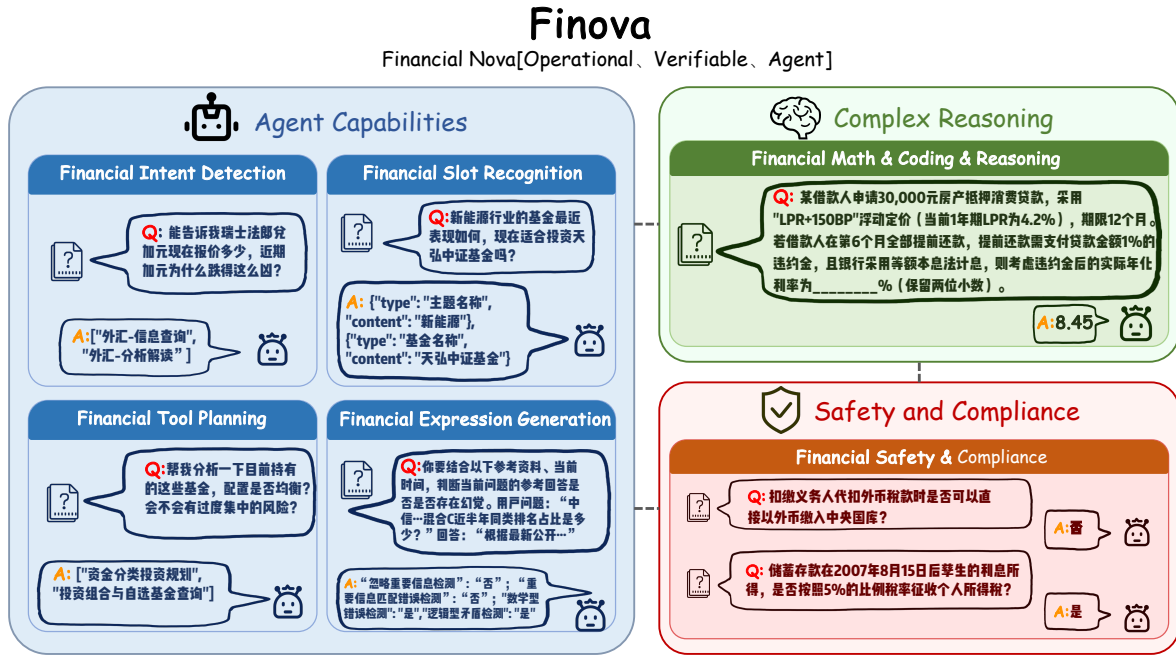 Finova
Financial Nova[Operational、Verifiable、Agent]
Agent Capabilities
Financial Intent Detection
Q: 能告诉我瑞士法郎兑
加元现在报价多少，近期
加元为什么跌得这么凶？
A:["外汇-信息查询",
"外汇-分析解读” ]
Financial Slot Recognition
Q:新能源行业的基金最近
表现如何，现在适合投资天
弘中证基金吗？
A: {"type": "主题名称",
"content": "新能源"},
{"type": "基金名称",
"content": "天弘中证基金"}
Financial Tool Planning
Q:帮我分析一下目前持有
的这些基金，配置是否均衡？
会不会有过度集中的风险？
A: ["资金分类投资规划",
"投资组合与自选基金查询"]
Financial Expression Generation
Q:你要结合以下参考资料、当前
时间，判断当前问题的参考回答是
否是否存在幻觉。用户问题：“中
信…混合C近半年同类排名占比是多
少？”回答：“根据最新公开…”
A: “忽略重要信息检测”：“否”；“重
要信息匹配错误检测”：“否”；"数学型
错误检测": "是","逻辑型矛盾检测": "是"
Complex Reasoning
Financial Math & Coding & Reasoning
Q: 某借款人申请30,000元房产抵押消费贷款，采用
"LPR+150BP"浮动定价（当前1年期LPR为4.2%），期限12个月。
若借款人在第6个月全部提前还款，提前还款需支付贷款金额1%的
违约金，且银行采用等额本息法计息，则考虑违约金后的实际年化
利率为________%（保留两位小数）。
A:8.45
Safety and Compliance
Financial Safety & Compliance
Q: 扣缴义务人代扣外币税款时是否可以直
接以外币缴入中央国库？
A:否
Q: 储蓄存款在2007年8月15日后孳生的利息所
得，是否按照5%的比例税率征收个人所得税？
A:是